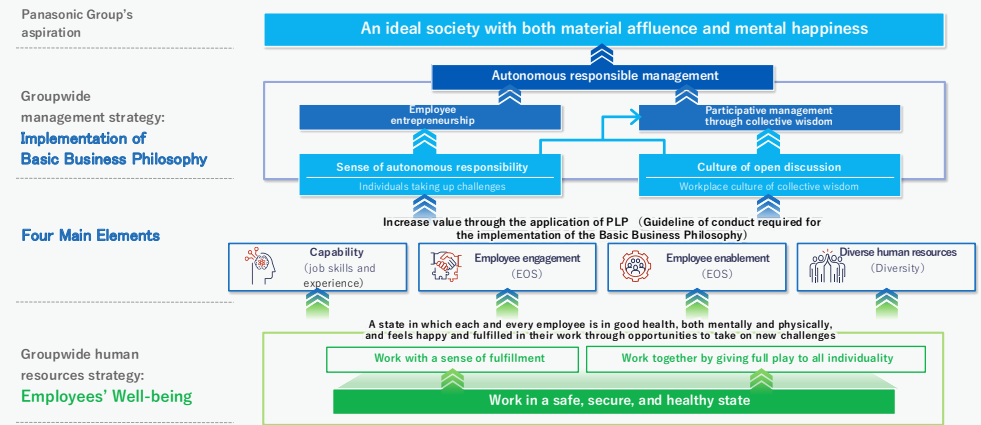 Panasonic Group's
aspiration
An ideal society with both material affluence and mental happiness
Autonomous responsible management
Groupwide
management strategy:
Implementation of
Basic Business Philosophy
Employee
entrepreneurship
Participative management
through collective wisdom
Sense of autonomous responsibility
Individuals taking up challenges
Culture of open discussion
Workplace culture of collective wisdom
Four Main Elements
Increase value through the application of PLP （Guideline of conduct required for
the implementation of the Basic Business Philosophy）
Capability
（job skills and
experience）
Employee engagement
（EOS）
Employee enablement
（EOS）
Diverse human resources
（Diversity）
A state in which each and every employee is in good health, both mentally and physically,
and feels happy and fulfilled in their work through opportunities to take on new challenges
Groupwide human
resources strategy:
Employees' Well-being
Work with a sense of fulfillment
Work together by giving full play to all individuality
Work in a safe, secure, and healthy state